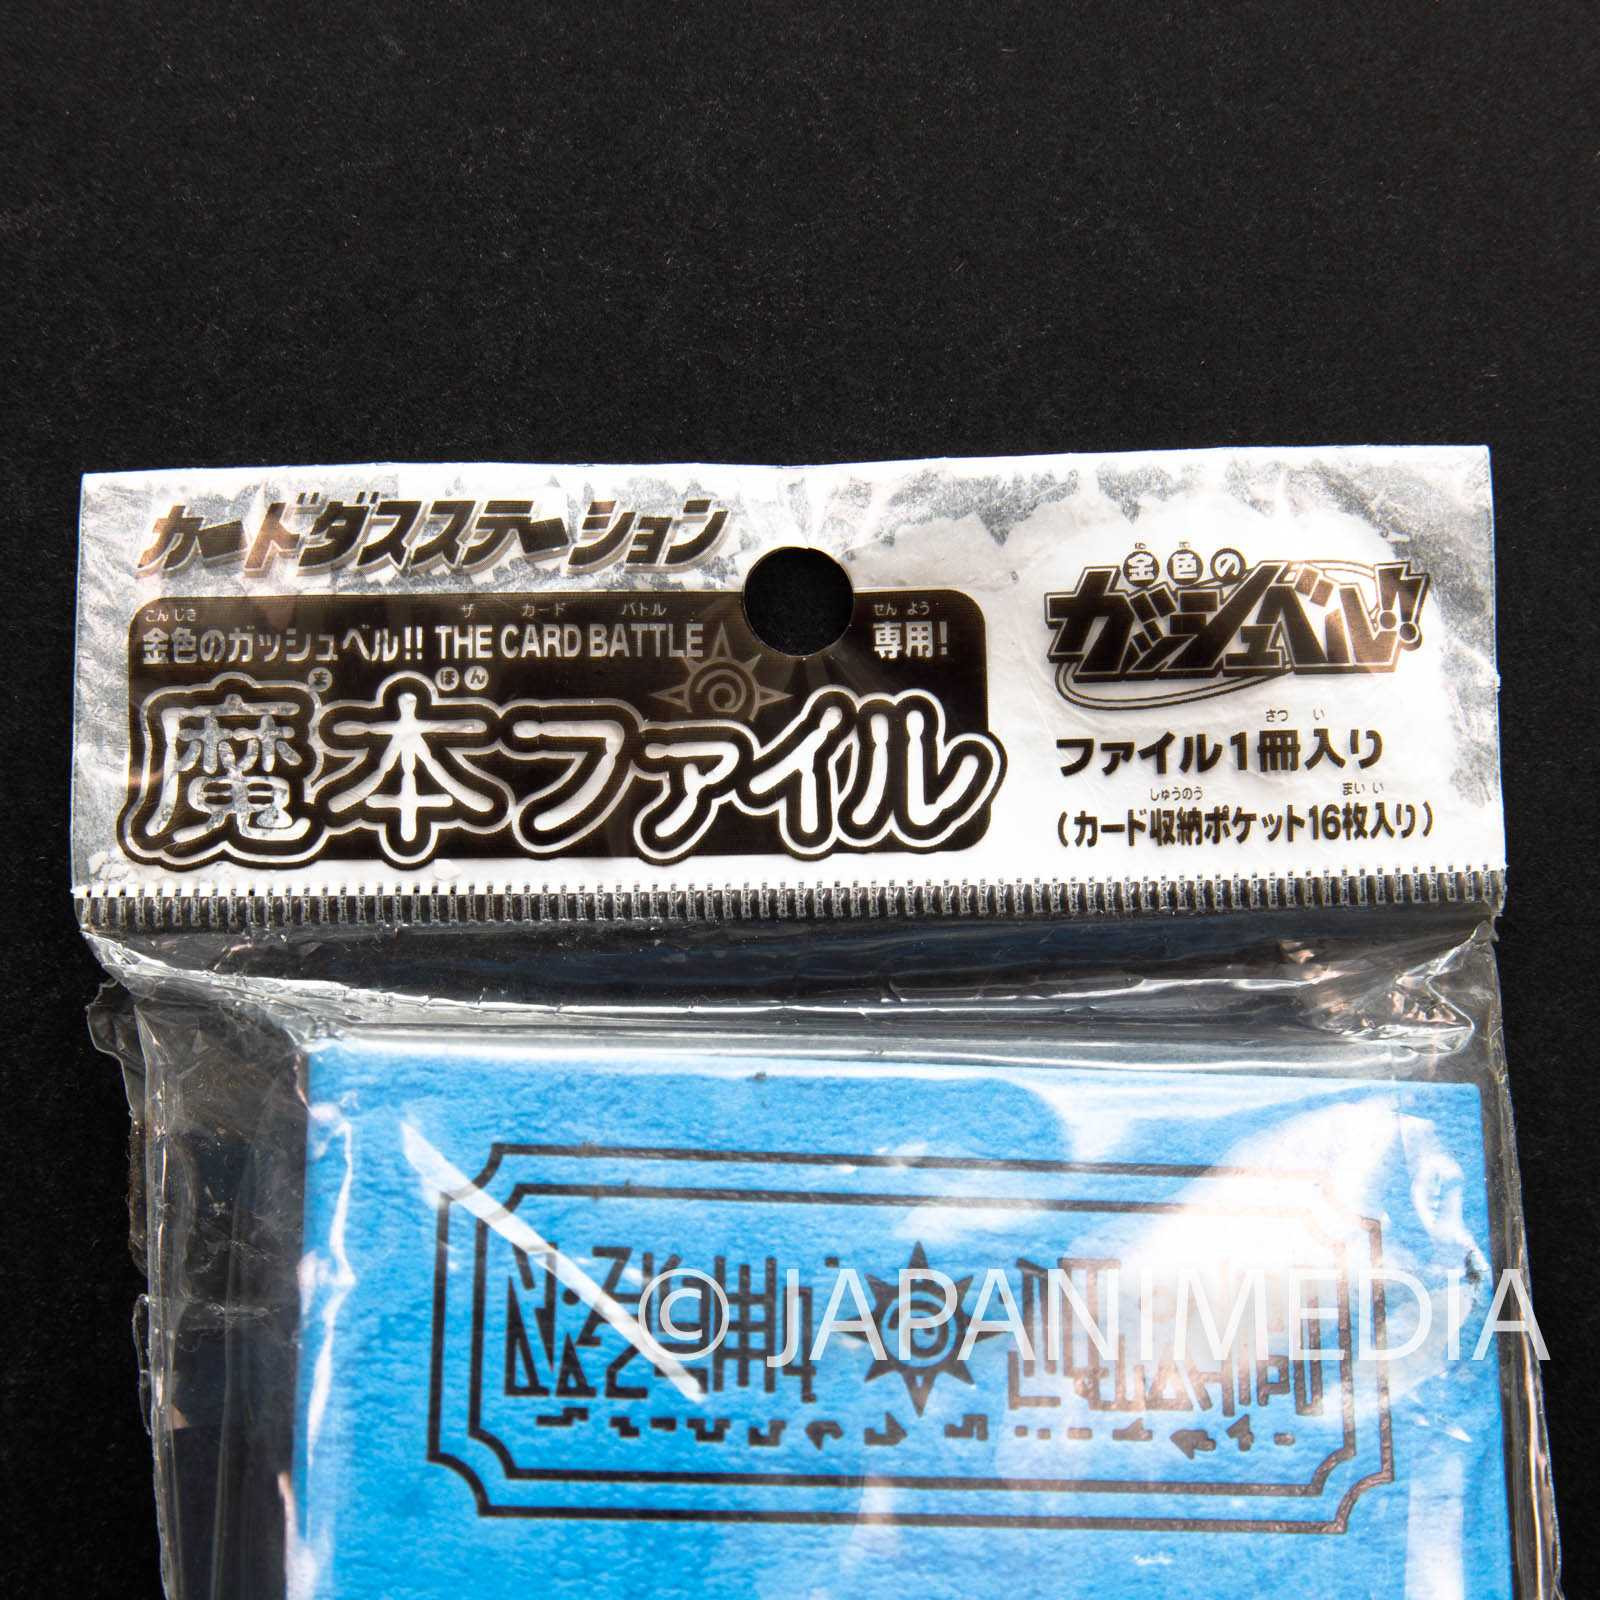 カードダスステーション
こんじき ザ カード バトル せん よう
金色のガッシュベル!! THE CARD BATTLE 専用!
ま ほん
魔本ファイル
金色の
ガッシュベル!!
さつ い
ファイル1冊入り
しゅうのう まい い
(カード収納ポケット16枚入り)
© JAPANIMEDIA